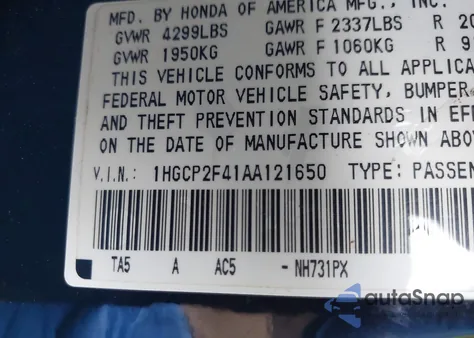 MFD. BY HONDA OF AMERICA MFG., INC.
GVWR 4299LBS GAWR F 2337LBS R
GVWR 1950KG GAWR F 1060KG R
THIS VEHICLE CONFORMS TO ALL APPLICA
FEDERAL MOTOR VEHICLE SAFETY, BUMPER
AND THEFT PREVENTION STANDARDS IN EFF
ON THE DATE OF MANUFACTURE SHOWN ABO
V.I.N.: 1HGCP2F41AA121650 TYPE: PASSEN
TA5 A AC5 - NH731PX
autoSnap